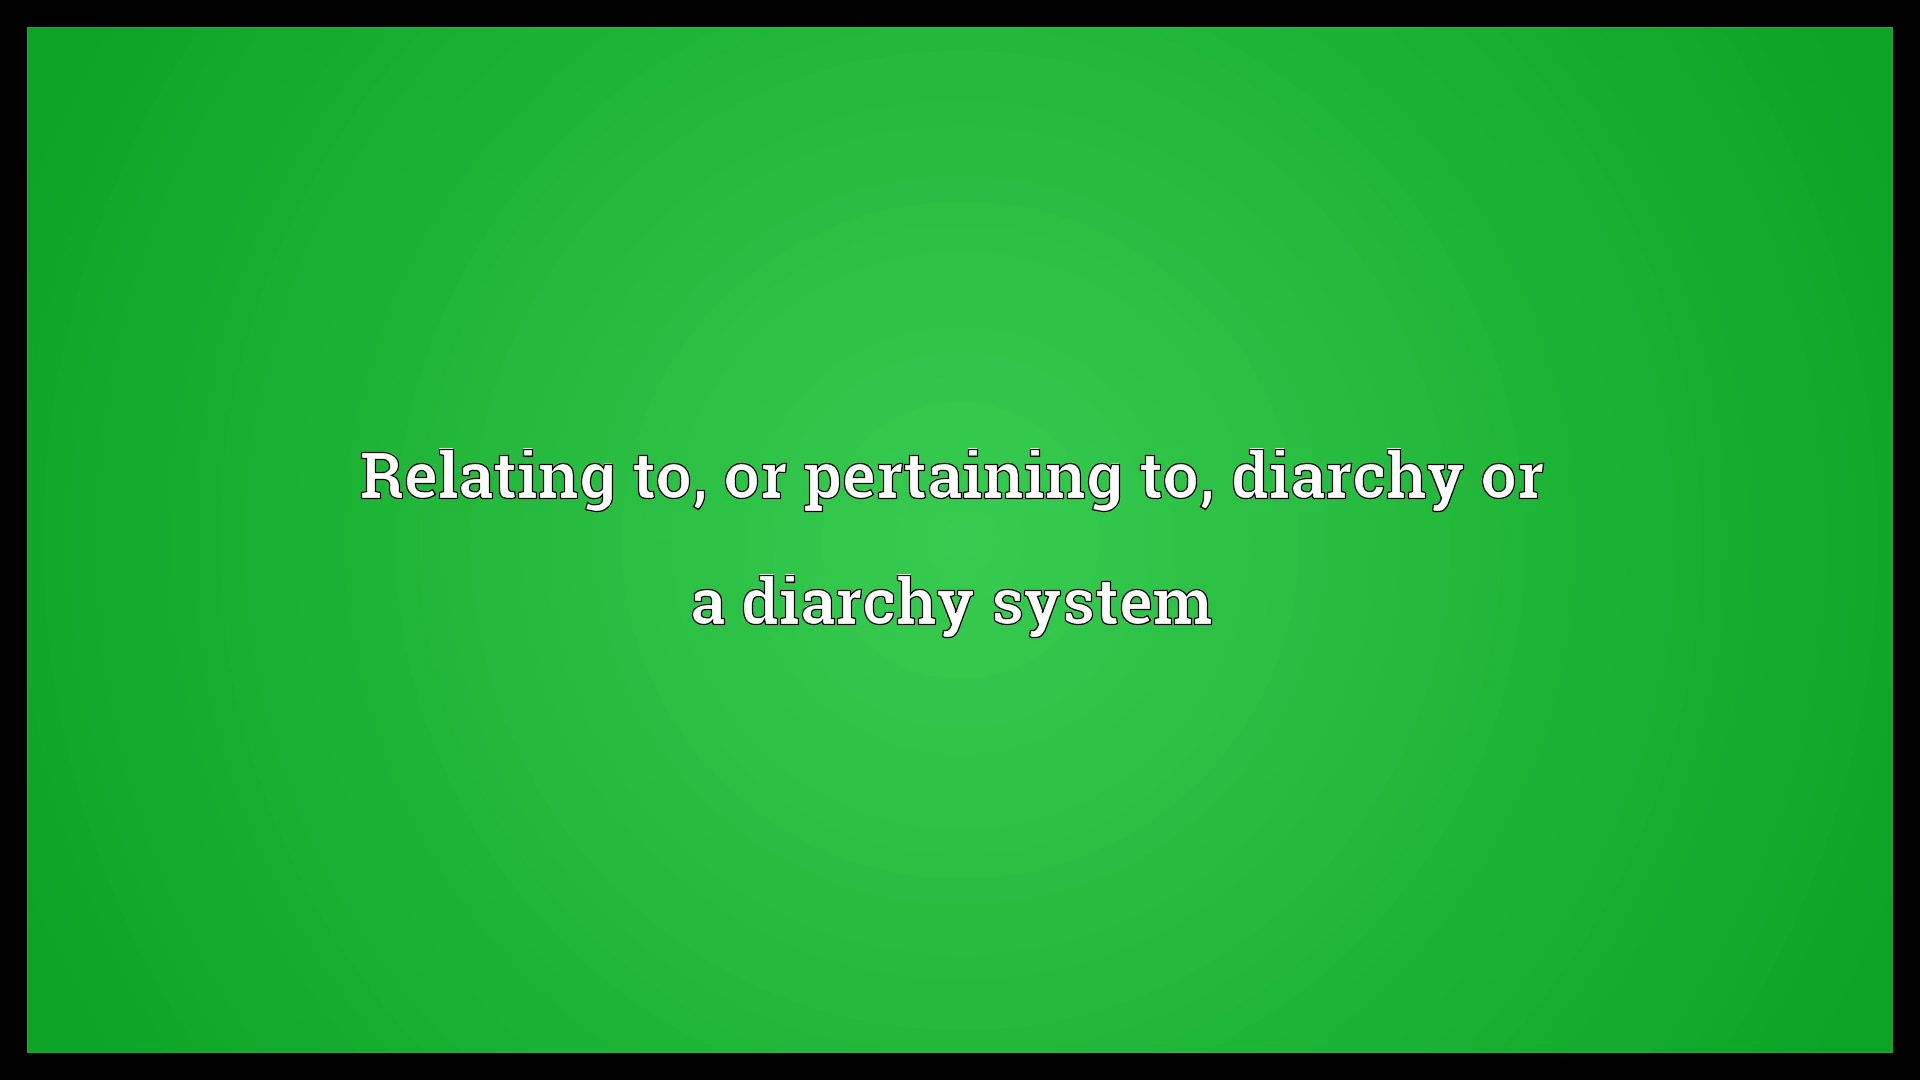 Relating to, or pertaining to, diarchy or
a diarchy system